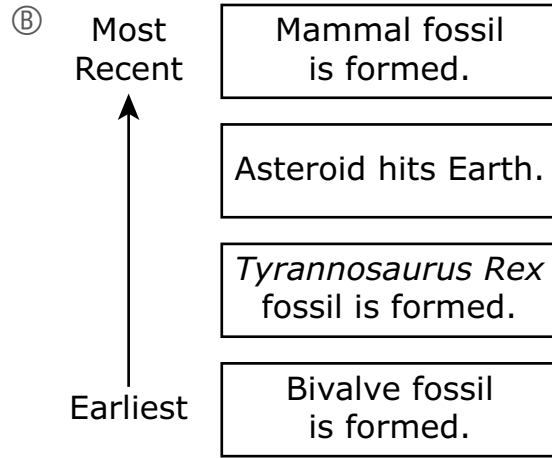 Ⓑ
Most
Recent
Mammal fossil
is formed.
Asteroid hits Earth.
Tyrannosaurus Rex
fossil is formed.
Earliest
Bivalve fossil
is formed.